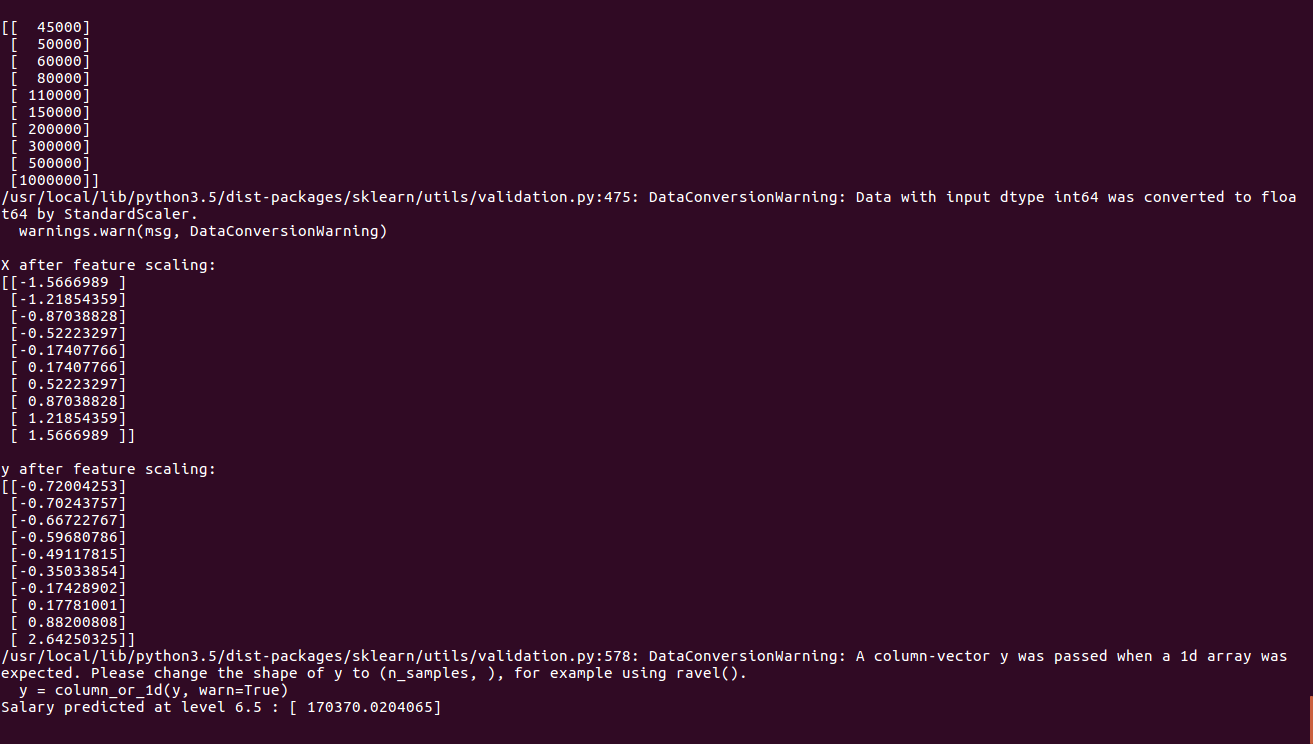 [[  45000]
 [  50000]
 [  60000]
 [  80000]
 [ 110000]
 [ 150000]
 [ 200000]
 [ 300000]
 [ 500000]
 [1000000]]
/usr/local/lib/python3.5/dist-packages/sklearn/utils/validation.py:475: DataConversionWarning: Data with input dtype int64 was converted to floa
t64 by StandardScaler.
  warnings.warn(msg, DataConversionWarning)

X after feature scaling:
[[-1.5666989 ]
 [-1.21854359]
 [-0.87038828]
 [-0.52223297]
 [-0.17407766]
 [ 0.17407766]
 [ 0.52223297]
 [ 0.87038828]
 [ 1.21854359]
 [ 1.5666989 ]]

y after feature scaling:
[[-0.72004253]
 [-0.70243757]
 [-0.66722767]
 [-0.59680786]
 [-0.49117815]
 [-0.35033854]
 [-0.17428902]
 [ 0.17781001]
 [ 0.88200808]
 [ 2.64250325]]
/usr/local/lib/python3.5/dist-packages/sklearn/utils/validation.py:578: DataConversionWarning: A column-vector y was passed when a 1d array was
expected. Please change the shape of y to (n_samples, ), for example using ravel().
  y = column_or_1d(y, warn=True)
Salary predicted at level 6.5 : [ 170370.0204065]